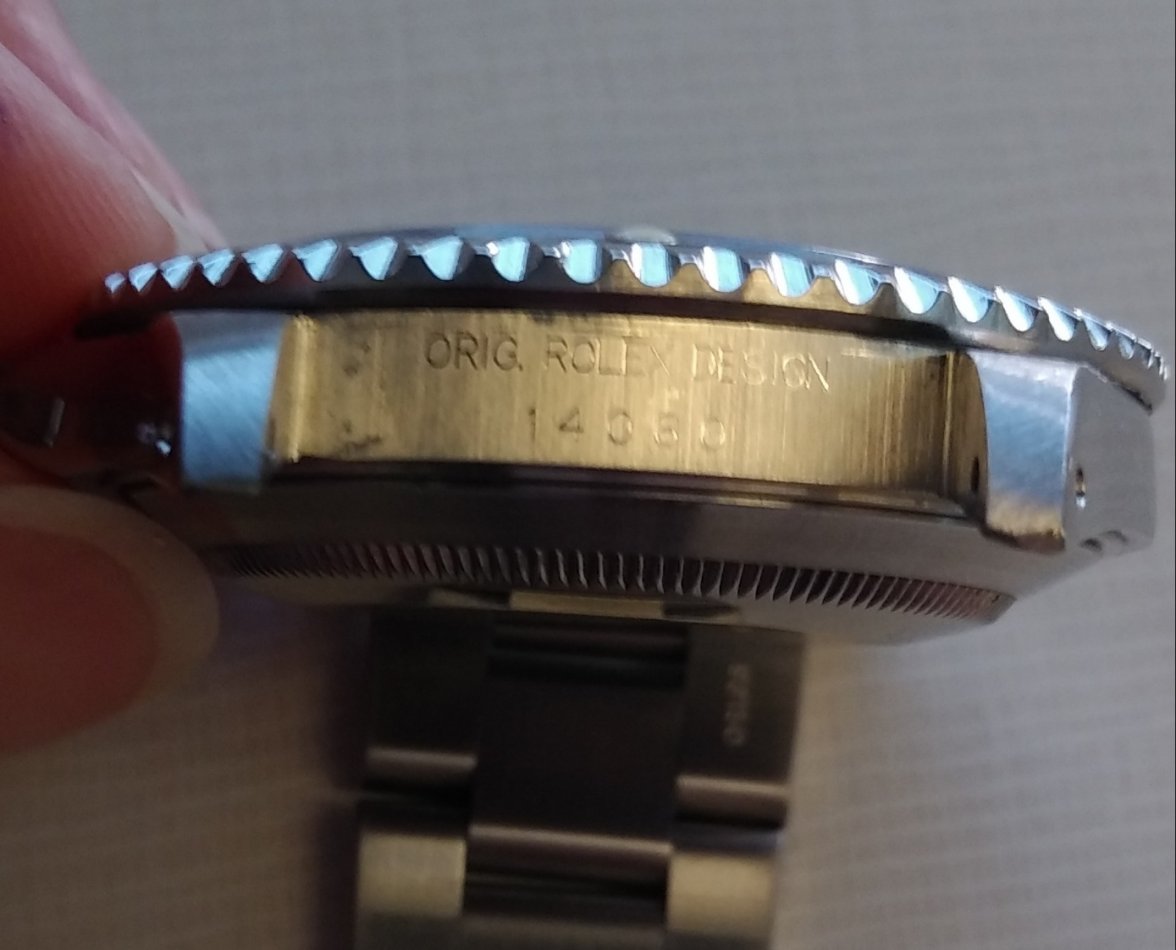 ORIG. ROLEX DESIGN
14060